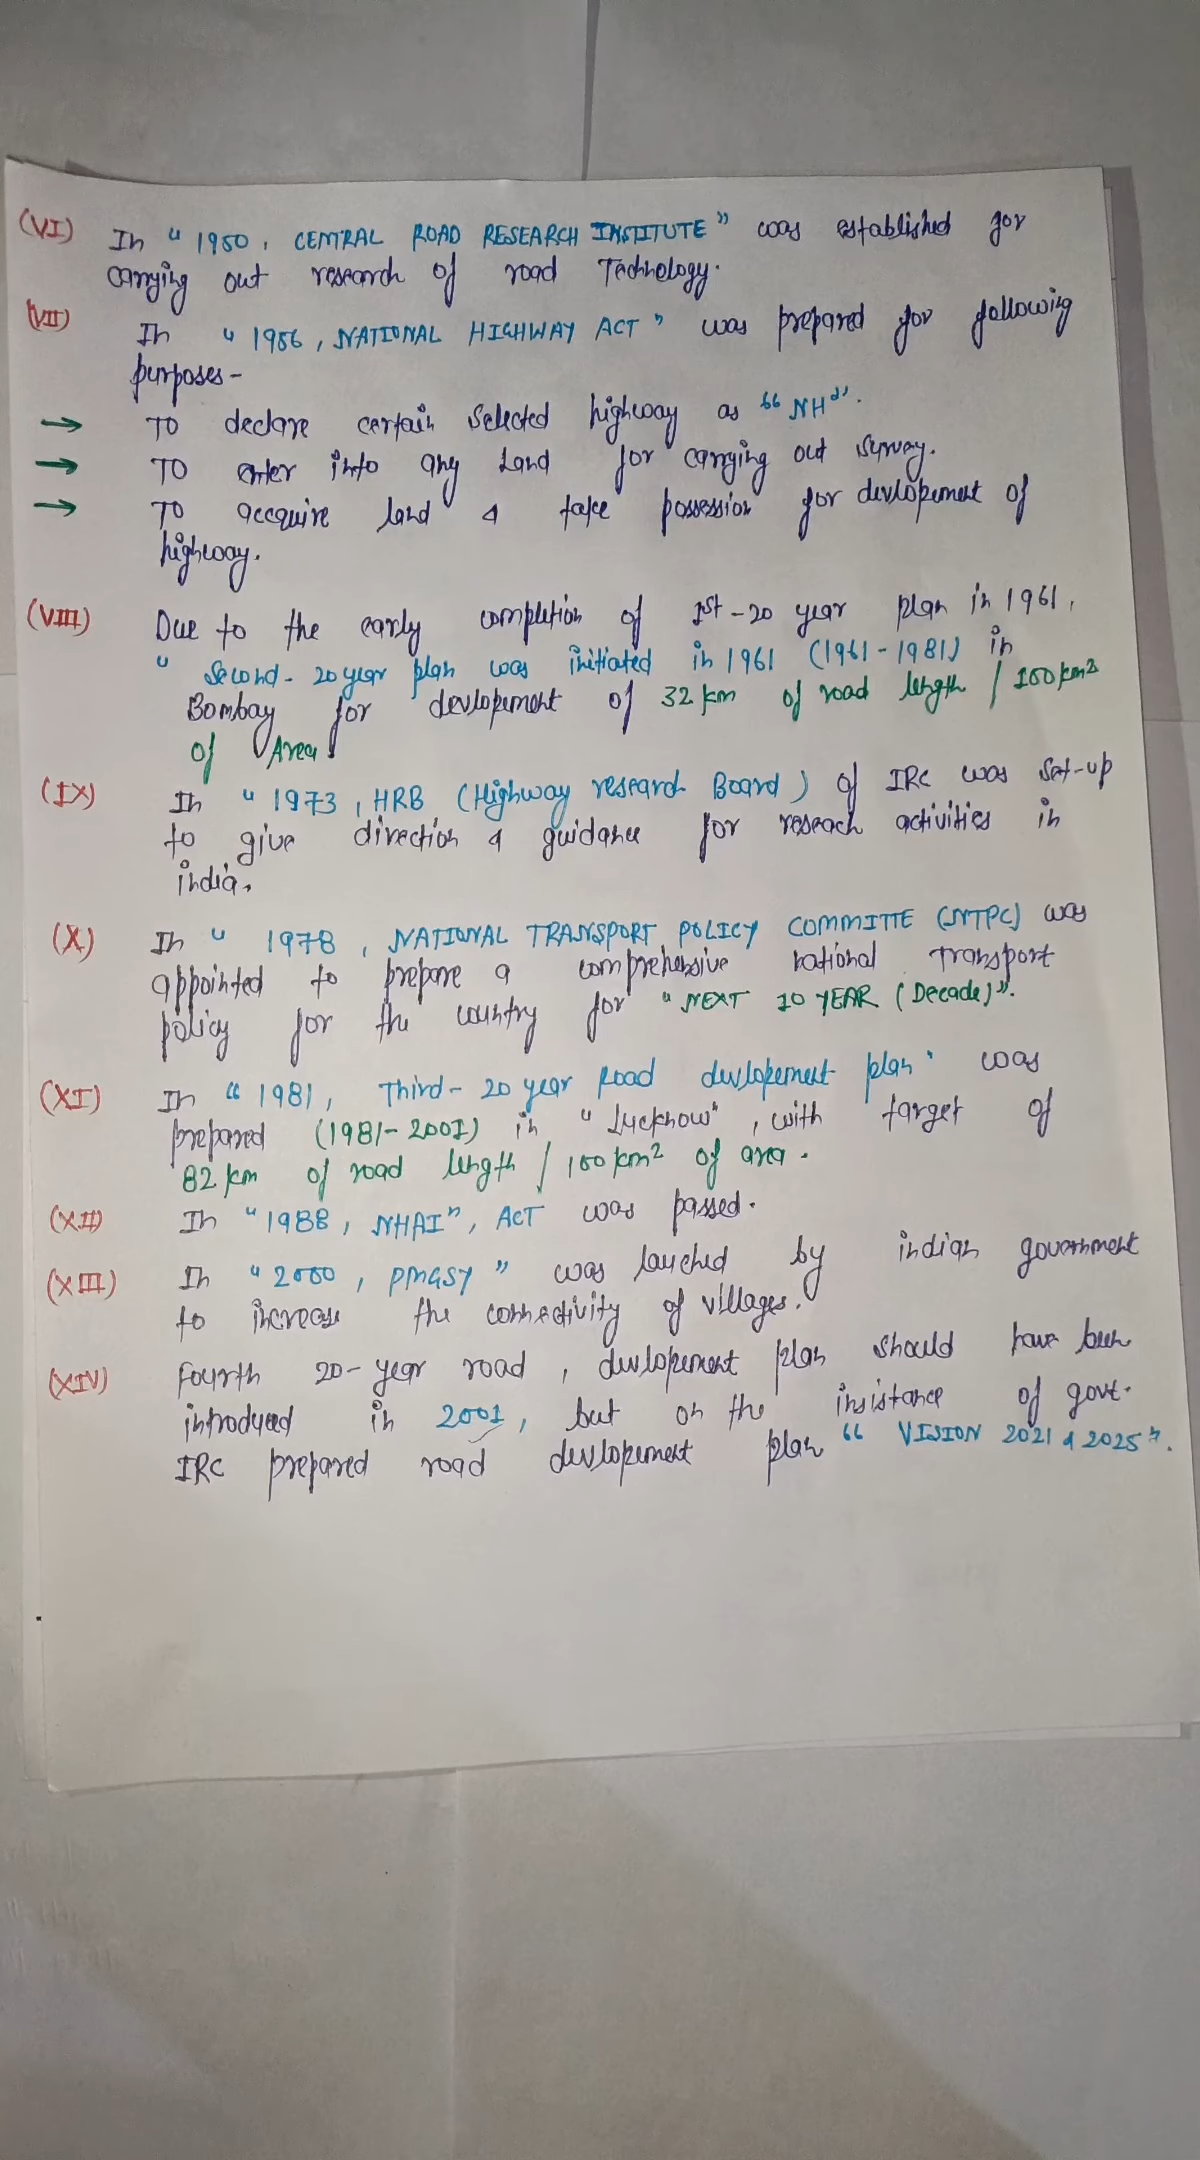 (VI) In "1950, CENTRAL ROAD RESEARCH INSTITUTE" was established for
carrying out research of road Technology.
(VII) In "1956, NATIONAL HIGHWAY ACT" was prepared for following
purposes-
→ TO declare certain selected highway as "NH".
→ TO enter into any land for carrying out survey.
→ TO accquire land & take possession for devlopement of
highway.
(VIII) Due to the early completion of 1st-20 year plan in 1961,
"Second-20 year plan was initiated in 1961 (1961-1981) in
Bombay for devlopement of 32 km of road length / 100 km²
of Area
(IX) In "1973, HRB (Highway research Board) of IRC was set-up
to give direction & guidance for reseach activities in
india.
(X) In "1978, NATIONAL TRANSPORT POLICY COMMITTE (NTPC) was
appointed to prepare a comprehensive national transport
policy for the country for "NEXT 10 YEAR (Decade)".
(XI) In "1981, Third-20 year Road devlopement plan" was
prepared (1981-2001) in "Lucknow", with target of
82 km of road length / 100 km² of area.
(XII) In "1988, NHAI", ACT was passed.
(XIII) In "2000, PMGSY" was lauched by indian government
to increase the connectivity of villages.
(XIV) Fourth 20-year road, devlopement plan should have been
introduced in 2001, but on the insistance of govt.
IRC prepared road devlopement plan "VISION 2021 & 2025".